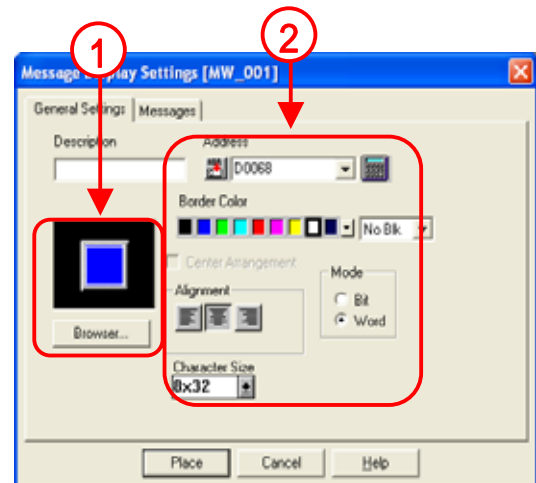 1
2
Message Display Settings [MW_001]
General Settings
Messages
Description
Address
D0068
Border Color
No Blk
Center Arrangement
Alignment
Mode
Bit
Word
Browser...
Character Size
8x32
Place
Cancel
Help